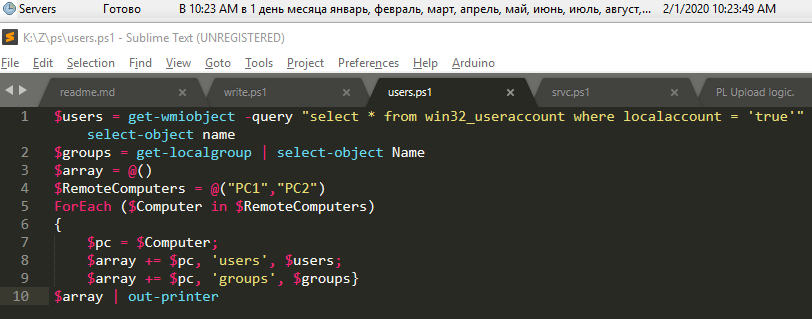 Servers Готово В 10:23 AM в 1 день месяца январь, февраль, март, апрель, май, июнь, июль, август,... 2/1/2020 10:23:49 AM
K:\Z\ps\users.ps1 - Sublime Text (UNREGISTERED)
File Edit Selection Find View Goto Tools Project Preferences Help Arduino
readme.md write.ps1 users.ps1 srvc.ps1 PL Upload logic.
1 $users = get-wmiobject -query "select * from win32_useraccount where localaccount = 'true'"
select-object name
2 $groups = get-localgroup | select-object Name
3 $array = @()
4 $RemoteComputers = @("PC1","PC2")
5 ForEach ($Computer in $RemoteComputers)
6 {
7 $pc = $Computer;
8 $array += $pc, 'users', $users;
9 $array += $pc, 'groups', $groups}
10 $array | out-printer